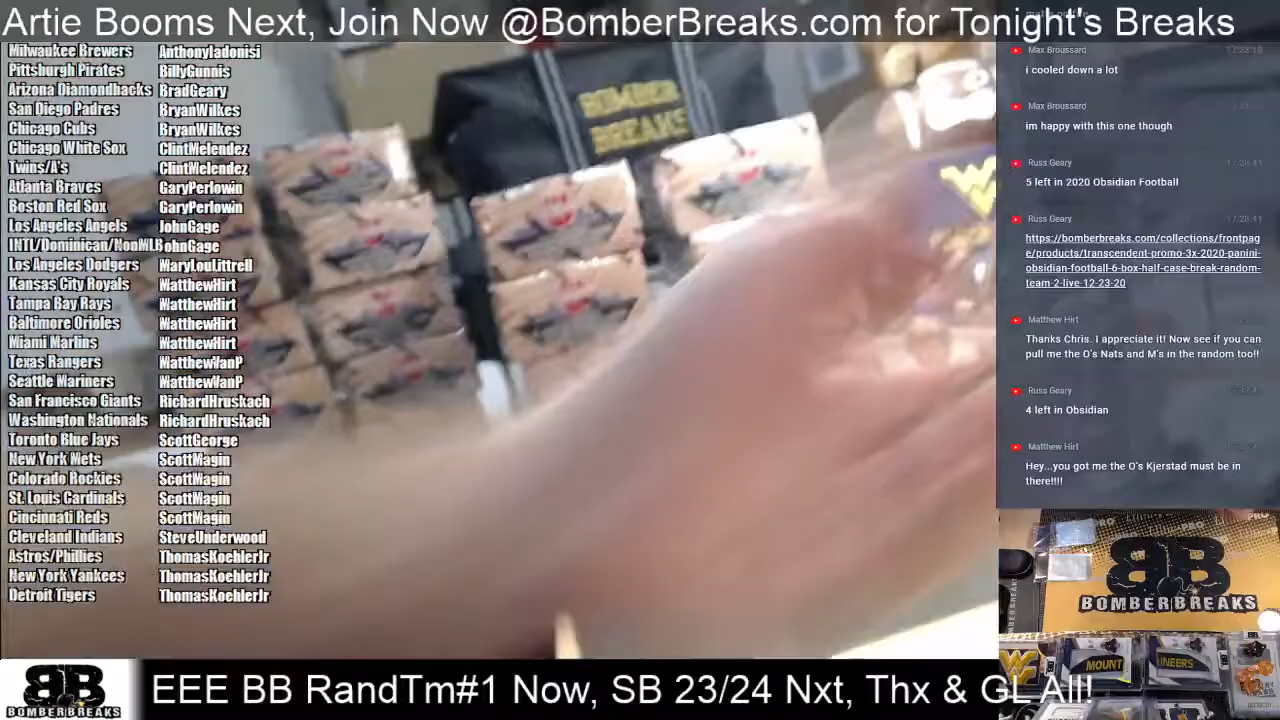 Artie Booms Next, Join Now @BomberBreaks.com for Tonight's Breaks
Milwaukee Brewers AnthonyIadonisi
Pittsburgh Pirates BillyGunnis
Arizona Diamondbacks BradGeary
San Diego Padres BryanWilkes
Chicago Cubs BryanWilkes
Chicago White Sox ClintMelendez
Twins/A's ClintMelendez
Atlanta Braves GaryPerlowin
Boston Red Sox GaryPerlowin
Los Angeles Angels JohnGage
INTL/Dominican/NonMLB JohnGage
Los Angeles Dodgers MaryLouLittrell
Kansas City Royals MatthewHirt
Tampa Bay Rays MatthewHirt
Baltimore Orioles MatthewHirt
Miami Marlins MatthewHirt
Texas Rangers MatthewVanP
Seattle Mariners MatthewVanP
San Francisco Giants RichardHruskach
Washington Nationals RichardHruskach
Toronto Blue Jays ScottGeorge
New York Mets ScottMagin
Colorado Rockies ScottMagin
St. Louis Cardinals ScottMagin
Cincinnati Reds ScottMagin
Cleveland Indians SteveUnderwood
Astros/Phillies ThomasKoehlerJr
New York Yankees ThomasKoehlerJr
Detroit Tigers ThomasKoehlerJr
BOMBER
BREAKS
Max Broussard
i cooled down a lot
Max Broussard
im happy with this one though
Russ Geary
5 left in 2020 Obsidian Football
Russ Geary
https://bomberbreaks.com/collections/frontpag
e/products/transcendent-promo-3x-2020-panini-
obsidian-football-6-box-half-case-break-random-
team-2-live-12-23-20
Matthew Hirt
Thanks Chris. I appreciate it! Now see if you can
pull me the O's Nats and M's in the random too!!
Russ Geary
4 left in Obsidian
Matthew Hirt
Hey...you got me the O's Kjerstad must be in
there!!!!
BB
BOMBERBREAKS
MOUNT
INEERS
BB
BOMBERBREAKS
EEE BB RandTm#1 Now, SB 23/24 Nxt, Thx & GL All!